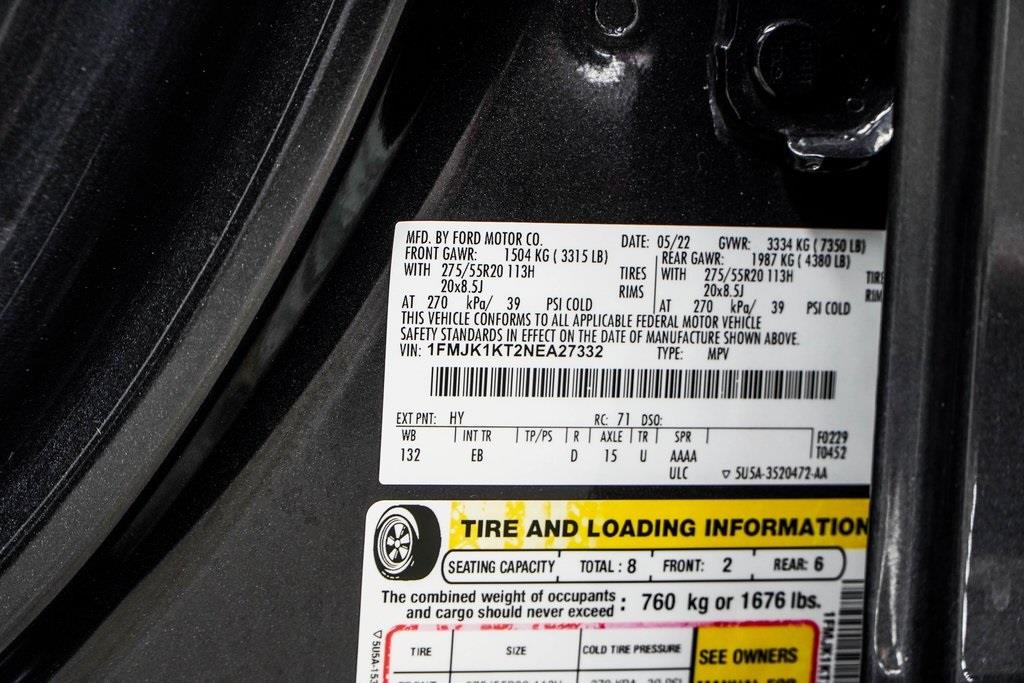 MFD. BY FORD MOTOR CO. DATE: 05/22 GVWR: 3334 KG ( 7350 LB)
FRONT GAWR: 1504 KG ( 3315 LB) REAR GAWR: 1987 KG ( 4380 LB)
WITH 275/55R20 113H TIRES WITH 275/55R20 113H TIRE
20x8.5J RIMS 20x8.5J RIM
AT 270 kPa/ 39 PSI COLD AT 270 kPa/ 39 PSI COLD
THIS VEHICLE CONFORMS TO ALL APPLICABLE FEDERAL MOTOR VEHICLE
SAFETY STANDARDS IN EFFECT ON THE DATE OF MANUFACTURE SHOWN ABOVE.
VIN: 1FMJK1KT2NEA27332 TYPE: MPV
EXT PNT: HY RC: 71 DSO:
WB INT TR TP/PS R AXLE TR SPR F0229
132 EB D 15 U AAAA T0452
ULC 5U5A-3520472-AA
TIRE AND LOADING INFORMATION
SEATING CAPACITY TOTAL : 8 FRONT: 2 REAR: 6
The combined weight of occupants
and cargo should never exceed : 760 kg or 1676 lbs.
TIRE SIZE COLD TIRE PRESSURE SEE OWNERS